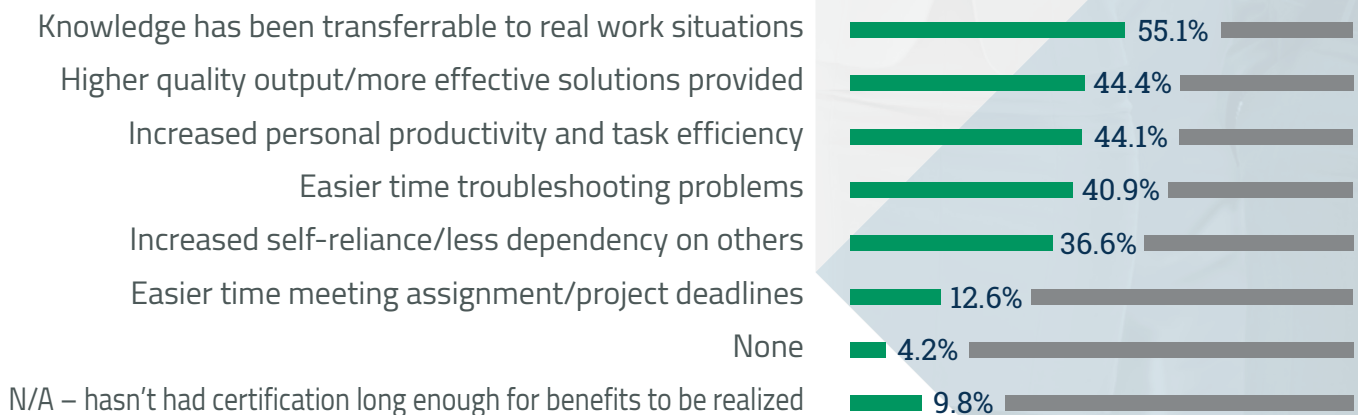 Knowledge has been transferrable to real work situations 55.1%
Higher quality output/more effective solutions provided 44.4%
Increased personal productivity and task efficiency 44.1%
Easier time troubleshooting problems 40.9%
Increased self-reliance/less dependency on others 36.6%
Easier time meeting assignment/project deadlines 12.6%
None 4.2%
N/A – hasn’t had certification long enough for benefits to be realized 9.8%